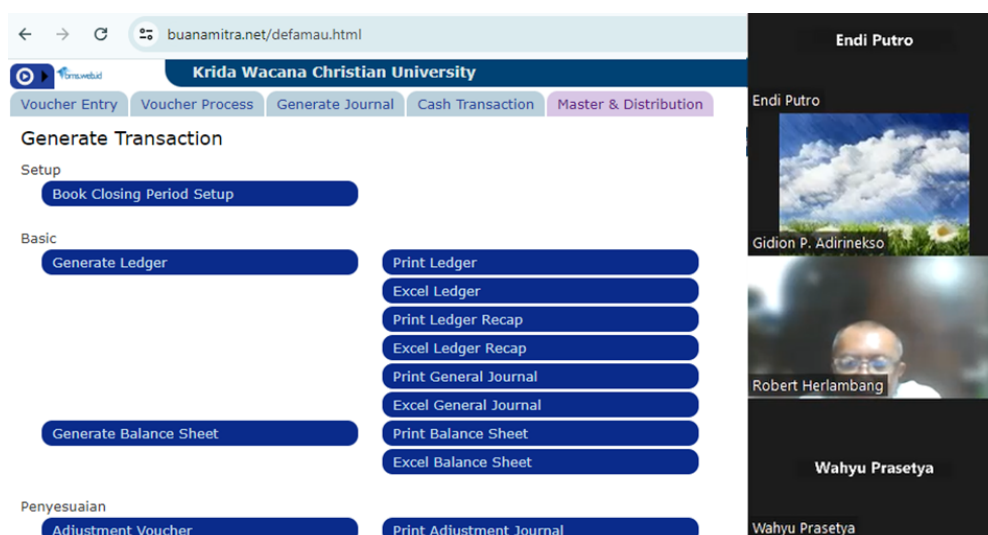 buanamitra.net/defamau.html
bms.web.id
Krida Wacana Christian University
Voucher Entry Voucher Process Generate Journal Cash Transaction Master & Distribution
Generate Transaction
Setup
Book Closing Period Setup
Basic
Generate Ledger Print Ledger
Excel Ledger
Print Ledger Recap
Excel Ledger Recap
Print General Journal
Excel General Journal
Generate Balance Sheet Print Balance Sheet
Excel Balance Sheet
Penyesuaian
Adjustment Voucher Print Adjustment Journal
Endi Putro
Endi Putro
Gidion P. Adirinekso
Robert Herlambang
Wahyu Prasetya
Wahyu Prasetya